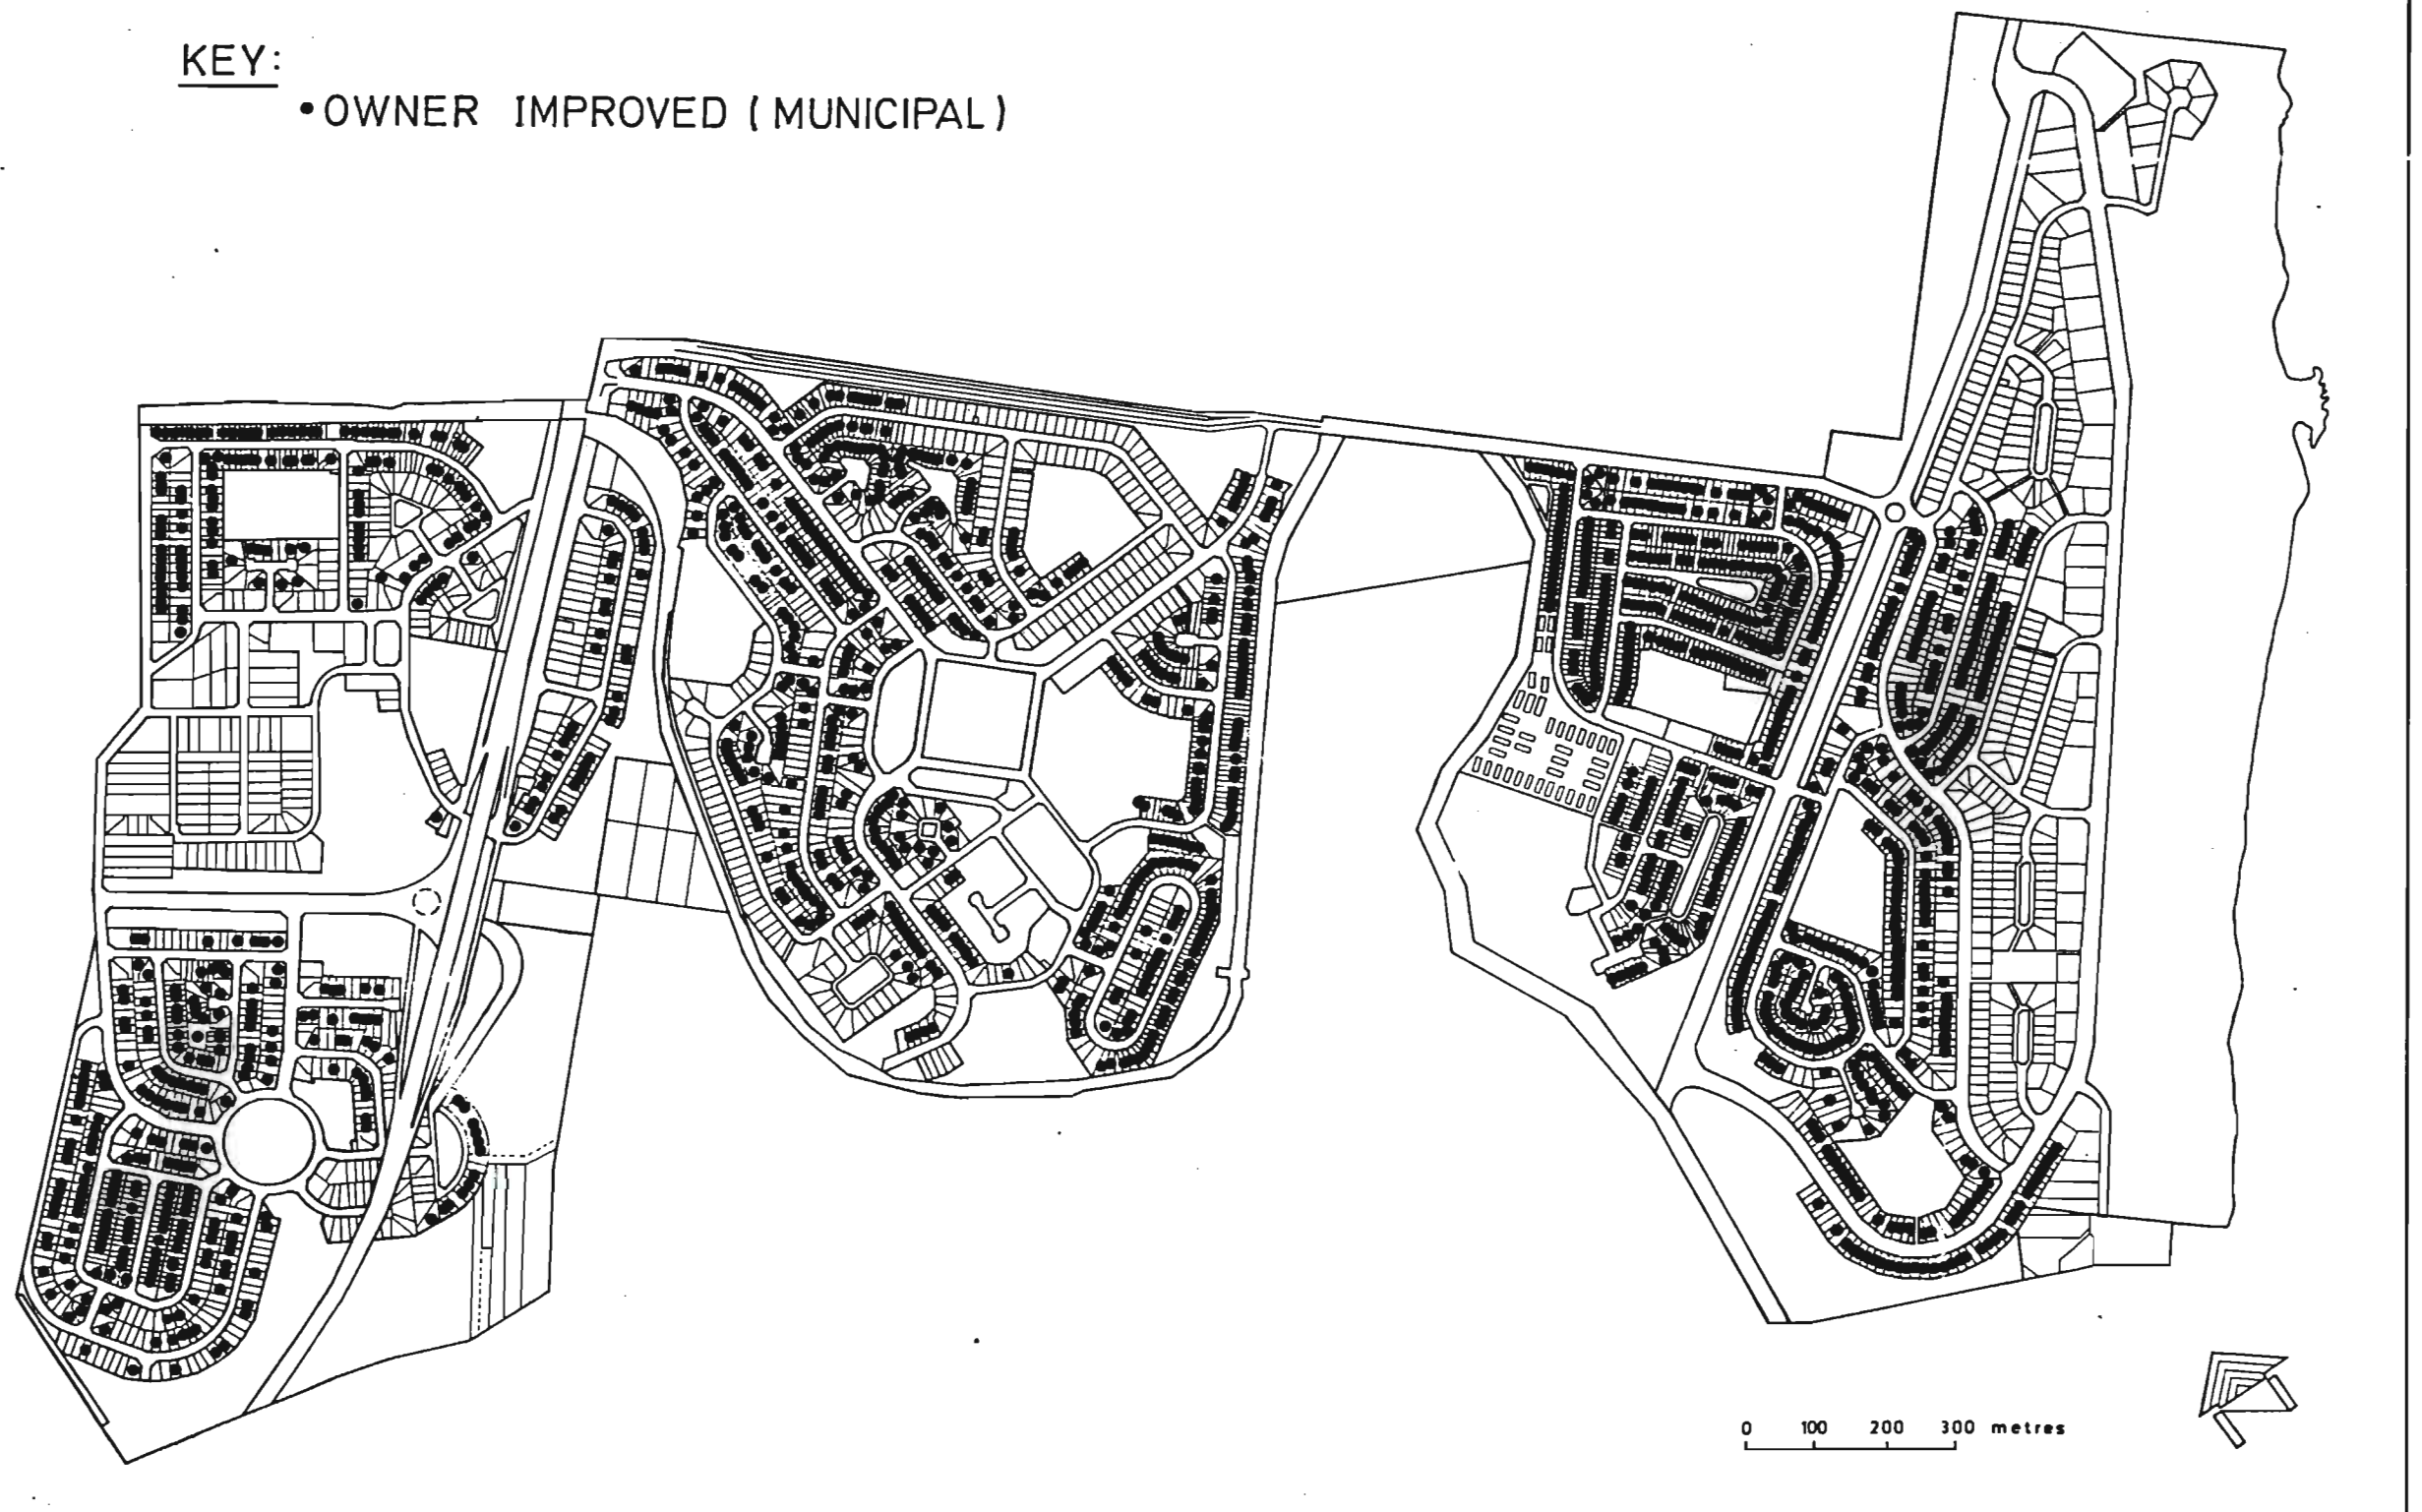 KEY:
• OWNER IMPROVED ( MUNICIPAL )
0 100 200 300 metres